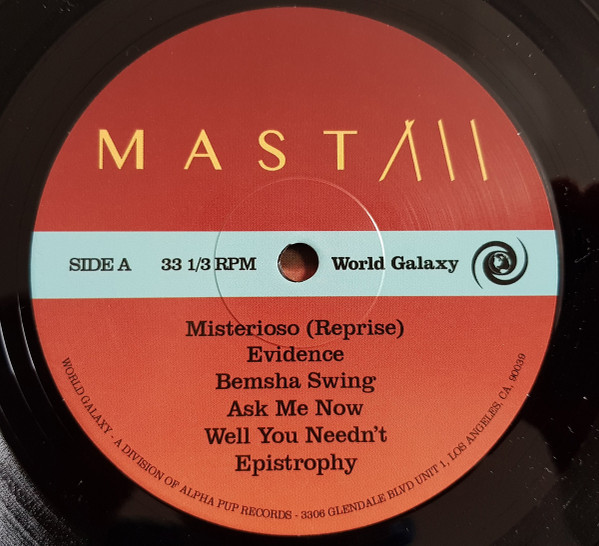 MAST
SIDE A 33 1/3 RPM World Galaxy
Misterioso (Reprise)
Evidence
Bemsha Swing
Ask Me Now
Well You Needn't
Epistrophy
WORLD GALAXY - A DIVISION OF ALPHA PUP RECORDS - 3306 GLENDALE BLVD UNIT 1, LOS ANGELES, CA. 90039